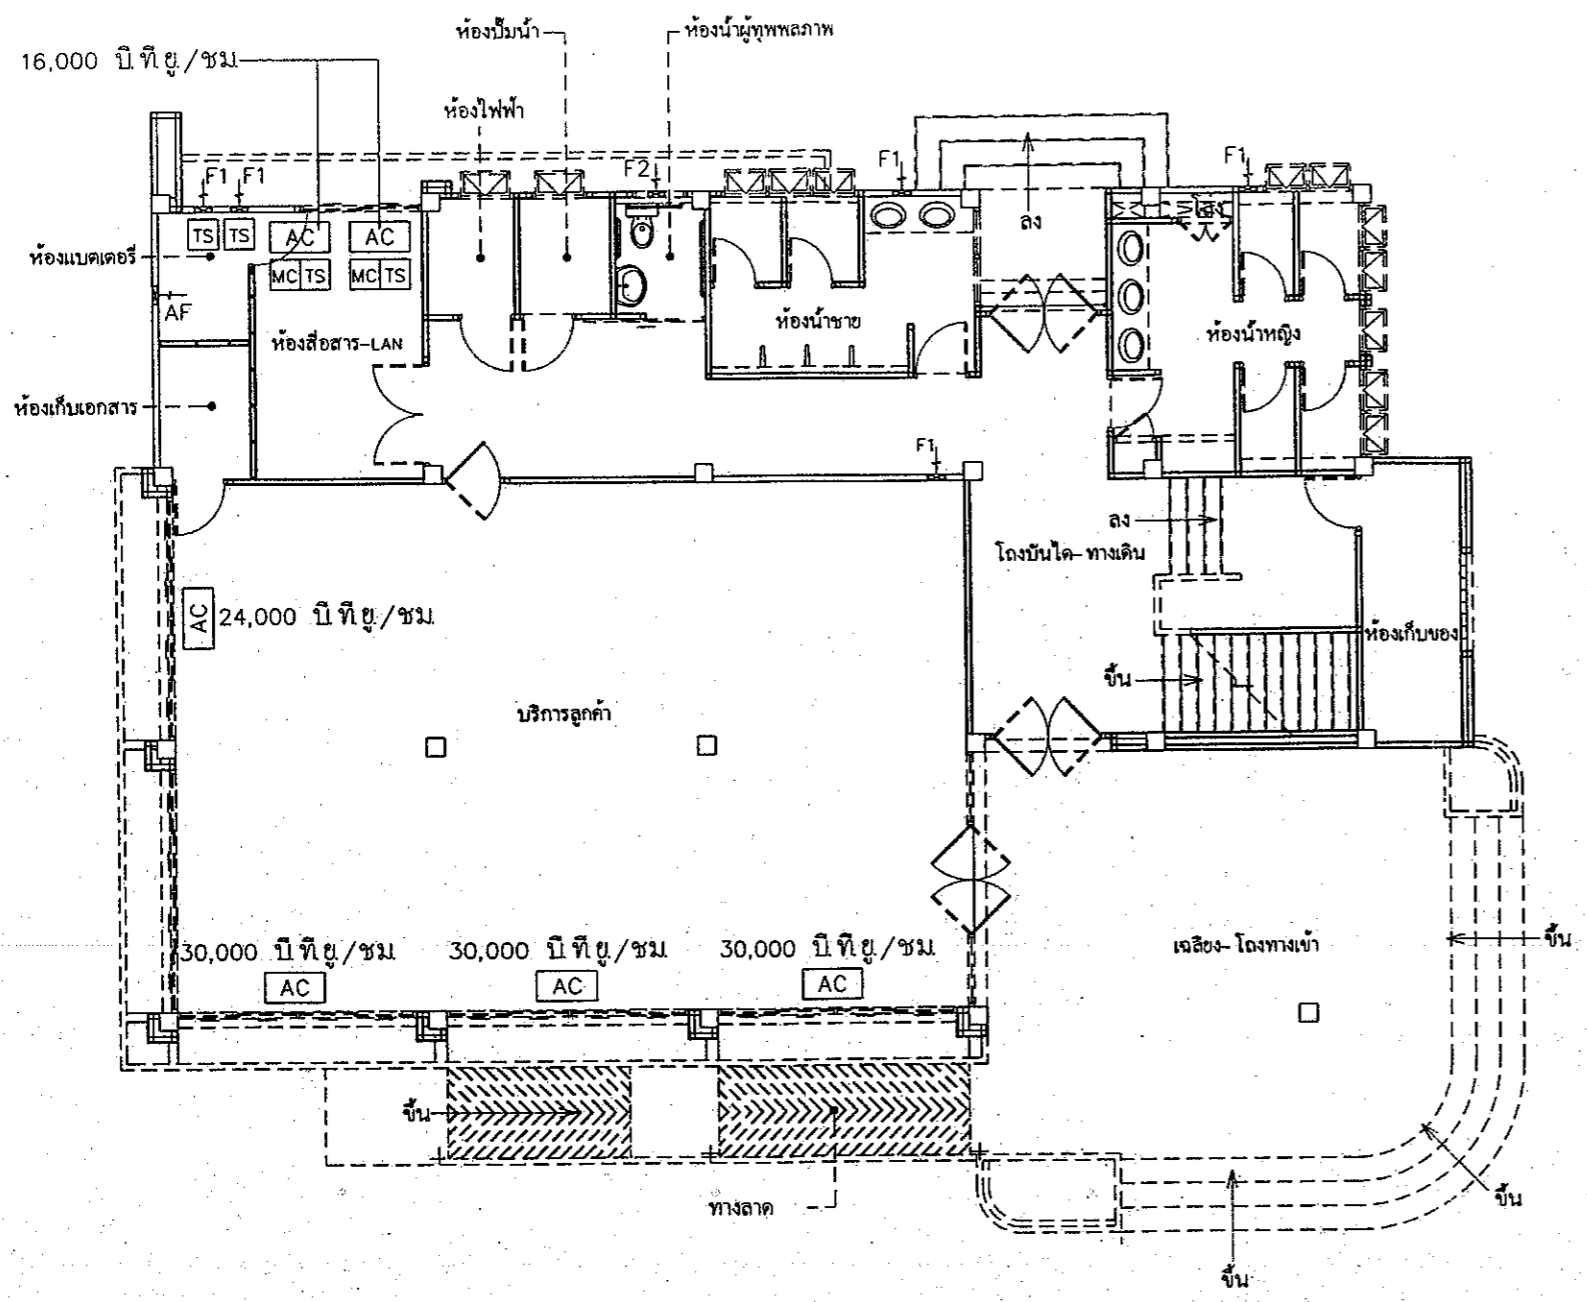 ห้องปั๊มน้ำ
ห้องน้ำผู้ทุพพลภาพ
16,000 บี.ที.ยู./ชม.
ห้องไฟฟ้า
F1
F1
F2
F1
F1
TS
TS
AC
AC
ลง
ห้องแบตเตอรี่
MC
TS
MC
TS
AF
ห้องสื่อสาร-LAN
ห้องน้ำชาย
ห้องน้ำหญิง
ห้องเก็บเอกสาร
F1
ลง
โถงบันได-ทางเดิน
AC
24,000 บี.ที.ยู./ชม.
ห้องเก็บของ
ขึ้น
บริการลูกค้า
30,000 บี.ที.ยู./ชม.
30,000 บี.ที.ยู./ชม.
30,000 บี.ที.ยู./ชม.
AC
AC
AC
เฉลียง-โถงทางเข้า
ขึ้น
ขึ้น
ทางลาด
ขึ้น
ขึ้น